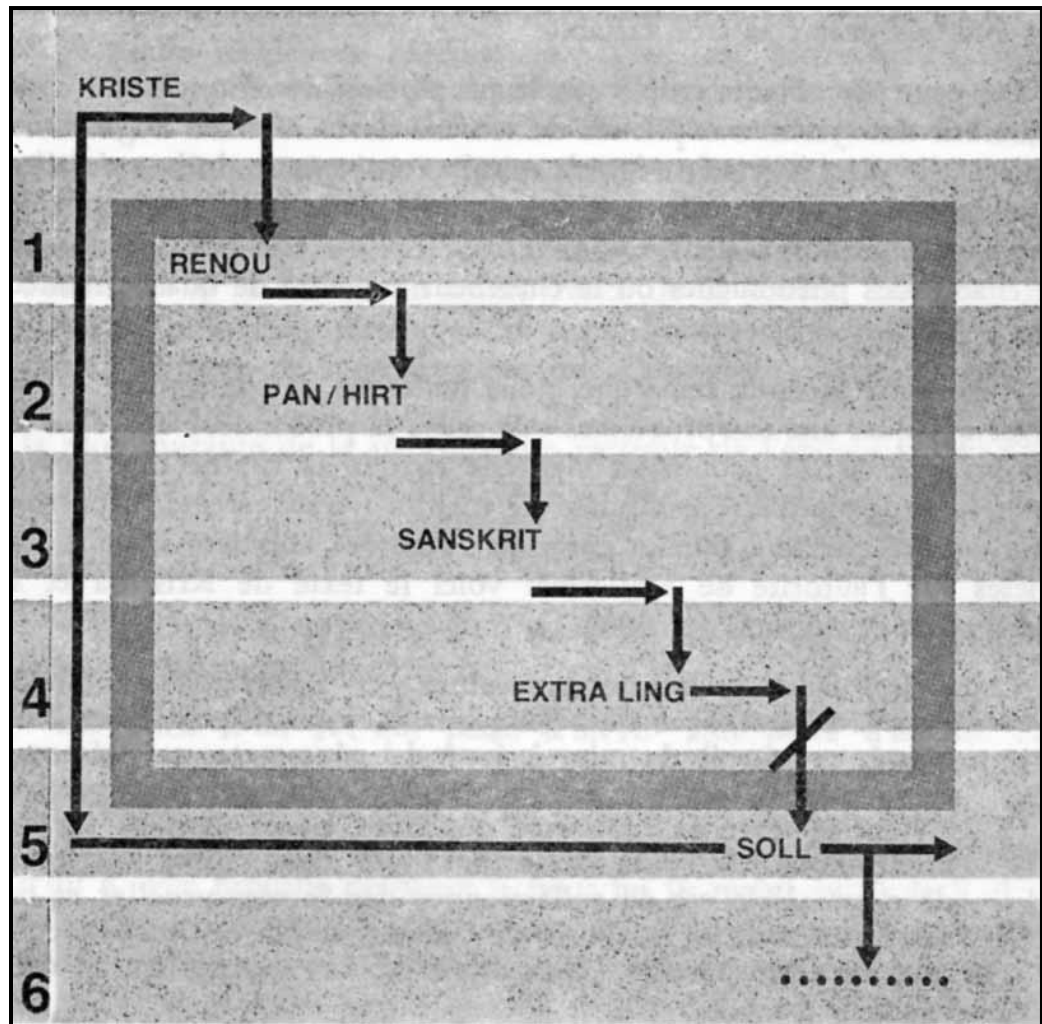 KRISTE
1
RENOU
2
PAN / HIRT
3
SANSKRIT
4
EXTRA LING
5
SOLL
6